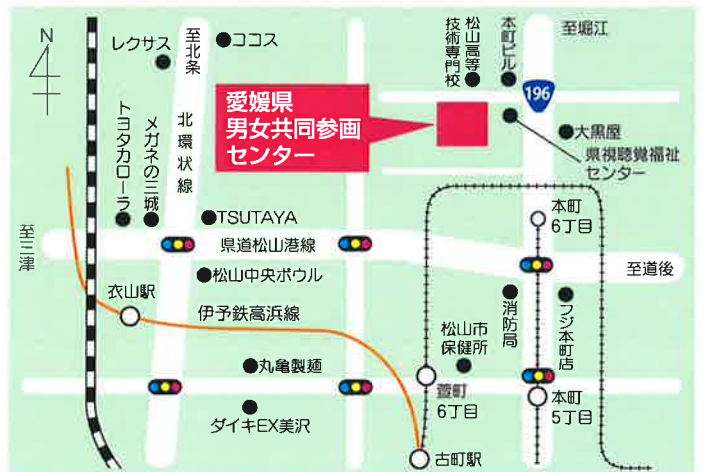 N
レクサス
至北条
ココス
松山高等
技術専門校
本町ビル
至堀江
196
愛媛県
男女共同参画
センター
大黒屋
県視聴覚福祉
センター
北環状線
トヨタカローラ
メガネの三城
TSUTAYA
本町
6丁目
至三津
県道松山港線
至道後
松山中央ボウル
衣山駅
伊予鉄高浜線
松山市
保健所
消防局
フジ本町店
丸亀製麺
萱町
6丁目
本町
5丁目
ダイキEX美沢
古町駅